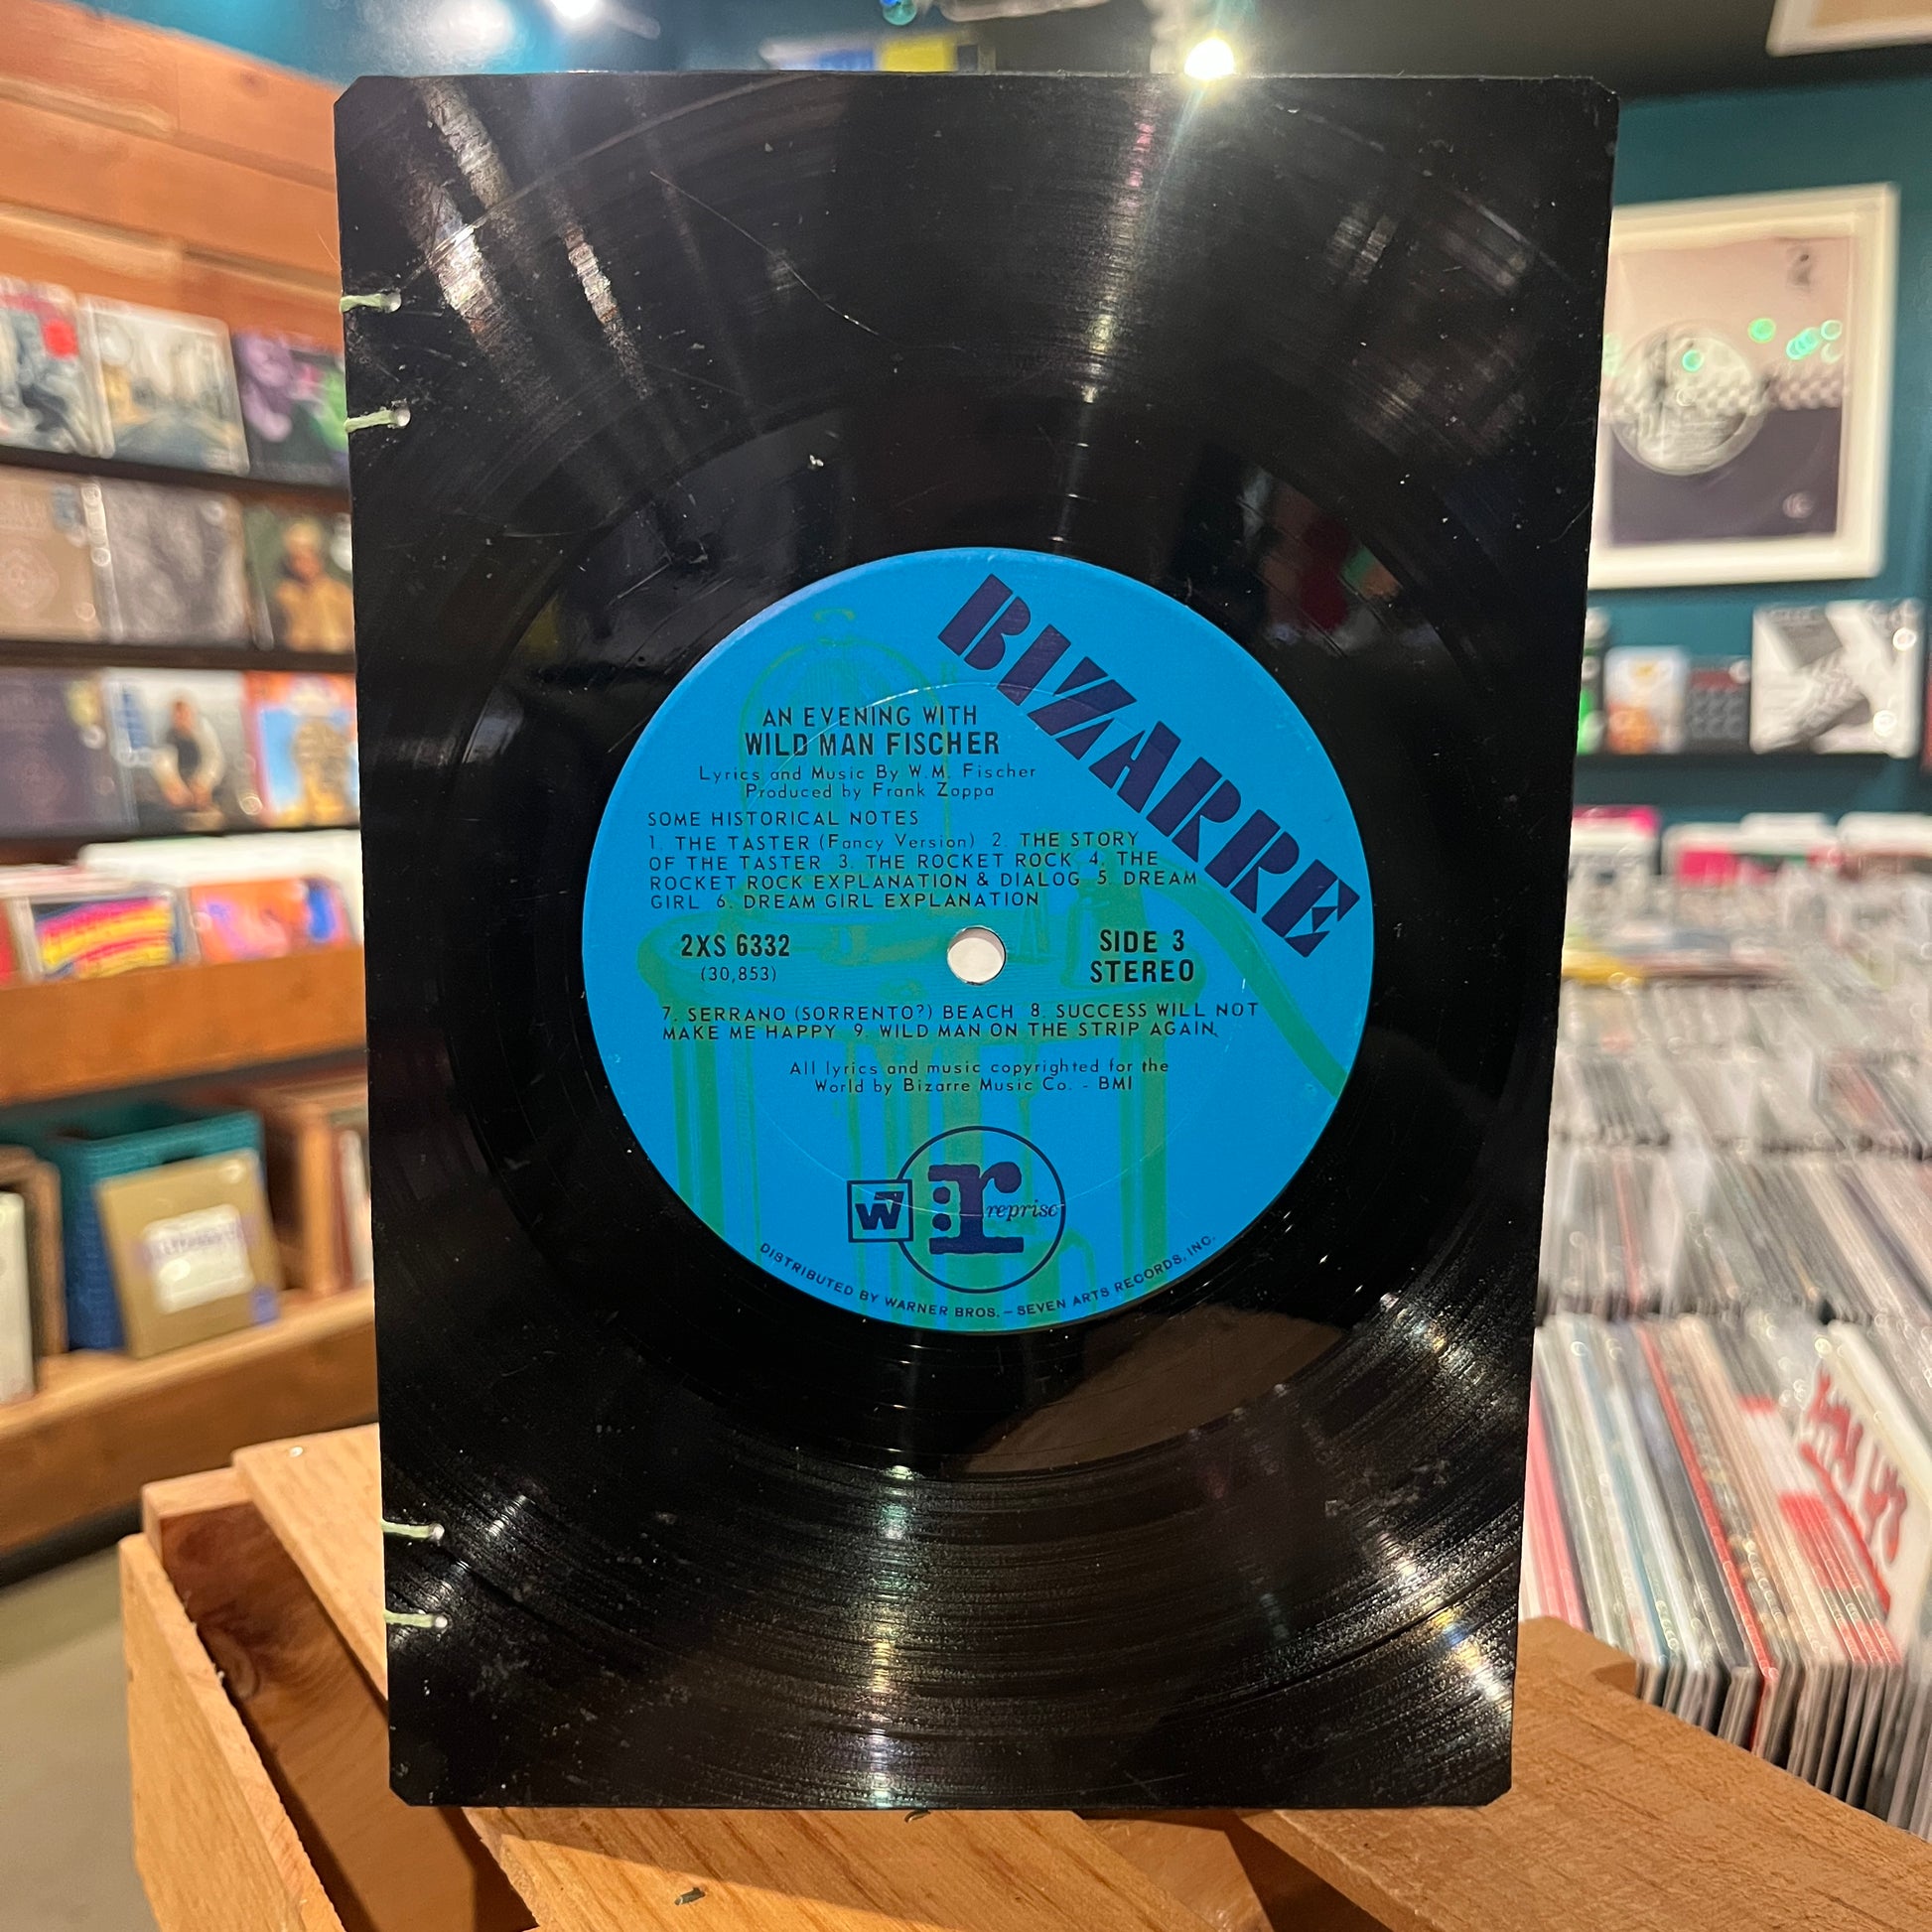 BIZARRE
AN EVENING WITH
WILD MAN FISCHER
Lyrics and Music By W.M. Fischer
Produced by Frank Zappa
SOME HISTORICAL NOTES
1. THE TASTER (Fancy Version) 2. THE STORY
OF THE TASTER 3. THE ROCKET ROCK 4. THE
ROCKET ROCK EXPLANATION & DIALOG 5. DREAM
GIRL 6. DREAM GIRL EXPLANATION
2XS 6332
(30,853)
SIDE 3
STEREO
7. SERRANO (SORRENTO?) BEACH 8. SUCCESS WILL NOT
MAKE ME HAPPY 9. WILD MAN ON THE STRIP AGAIN
All lyrics and music copyrighted for the
World by Bizarre Music Co. - BMI
W
:r reprise
DISTRIBUTED BY WARNER BROS. – SEVEN ARTS RECORDS, INC.